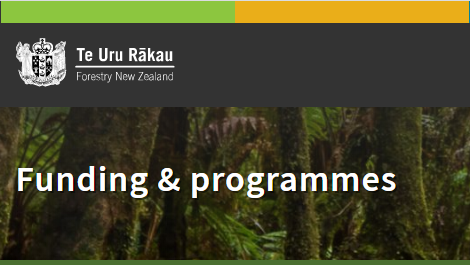 Te Uru Rākau
Forestry New Zealand
Funding & programmes